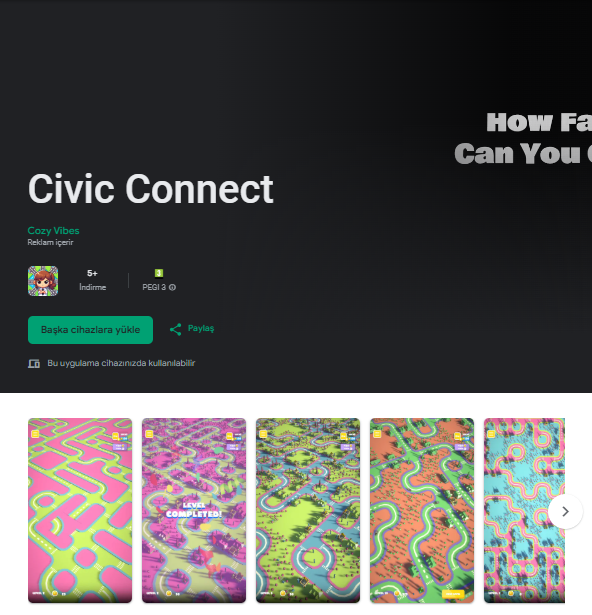 How Fa
Can You
Civic Connect
Cozy Vibes
Reklam içerir
5+
İndirme
3
PEGI 3
Başka cihazlara yükle
Paylaş
Bu uygulama cihazınızda kullanılabilir
LEVEL
COMPLETED!